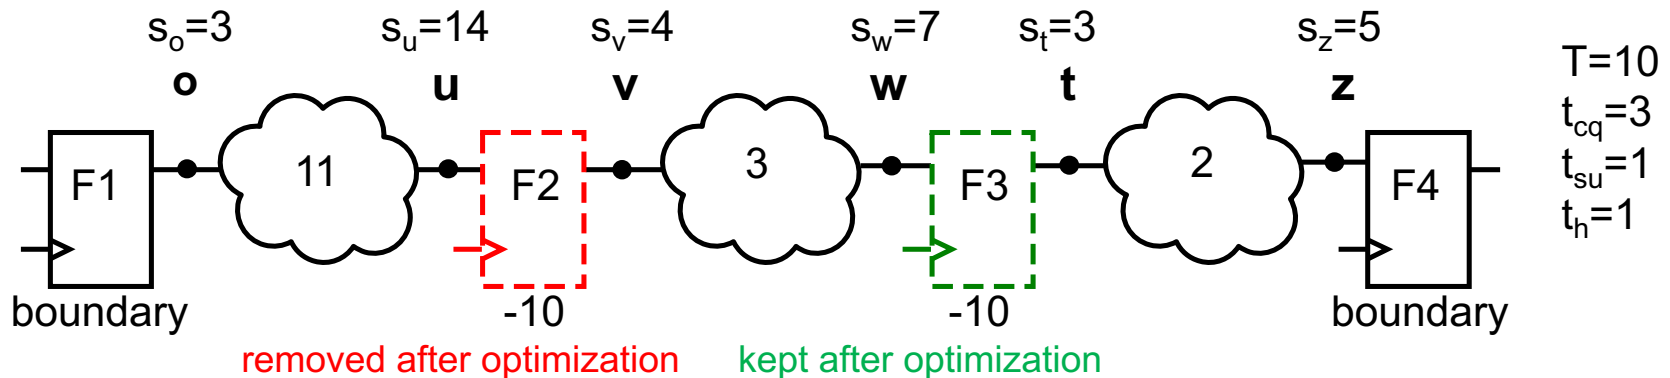 s_o=3 s_u=14 s_v=4 s_w=7 s_t=3 s_z=5
o u v w t z
T=10
t_cq=3
t_su=1
t_h=1
F1 11 F2 3 F3 2 F4
boundary -10 -10 boundary
removed after optimization kept after optimization